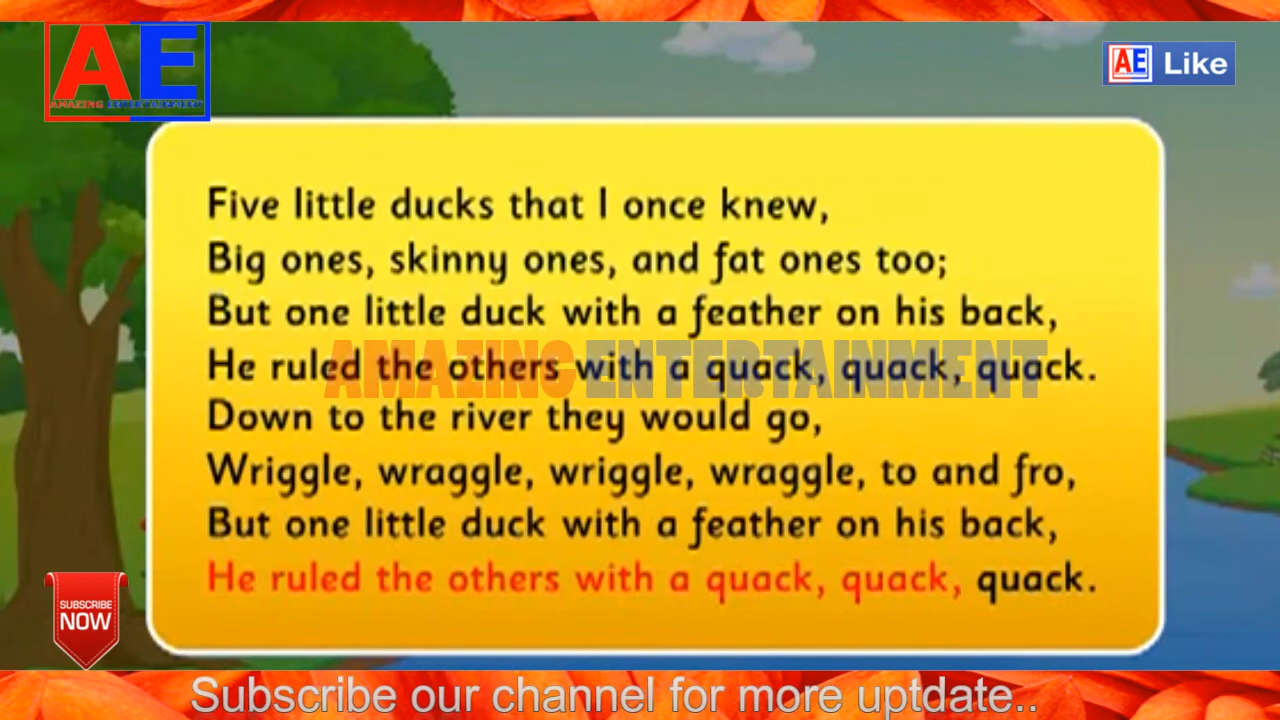 AE
AMAZING ENTERTAINMENT
AE Like
Five little ducks that I once knew,
Big ones, skinny ones, and fat ones too;
But one little duck with a feather on his back,
He ruled the others with a quack, quack, quack.
AMAZING ENTERTAINMENT
Down to the river they would go,
Wriggle, wraggle, wriggle, wraggle, to and fro,
But one little duck with a feather on his back,
He ruled the others with a quack, quack, quack.
SUBSCRIBE
NOW
Subscribe our channel for more uptdate..